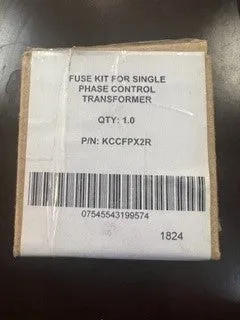 FUSE KIT FOR SINGLE
PHASE CONTROL
TRANSFORMER
QTY: 1.0
P/N: KCCFPX2R
07545543199574
1824